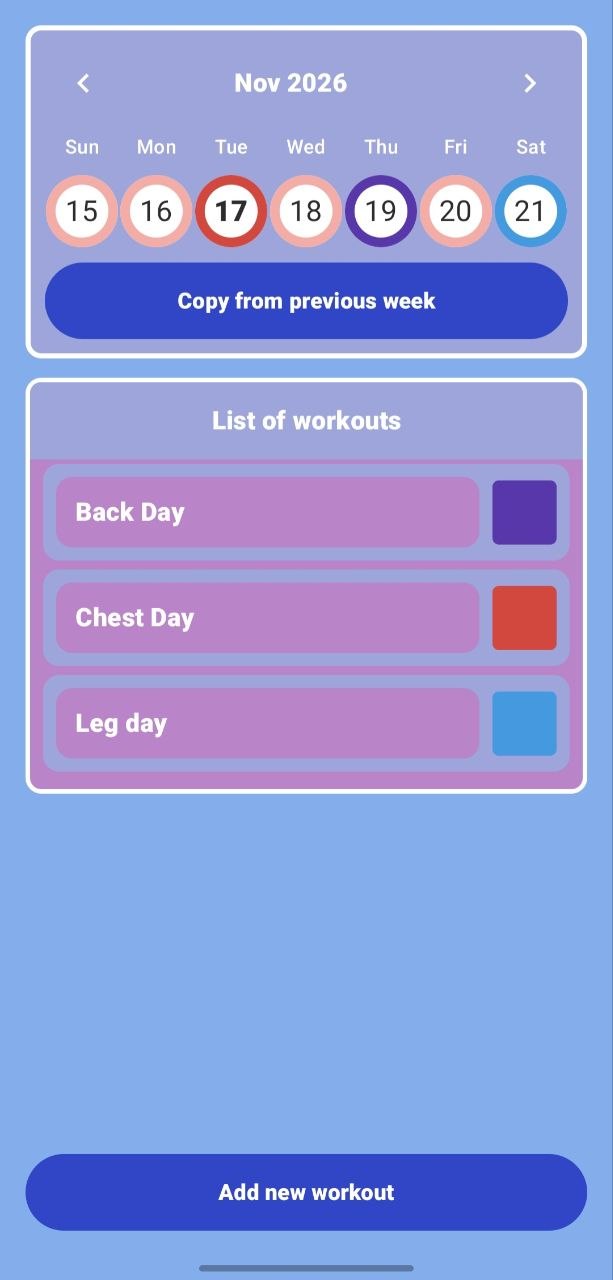 Nov 2026
Sun Mon Tue Wed Thu Fri Sat
15 16 17 18 19 20 21
Copy from previous week
List of workouts
Back Day
Chest Day
Leg day
Add new workout